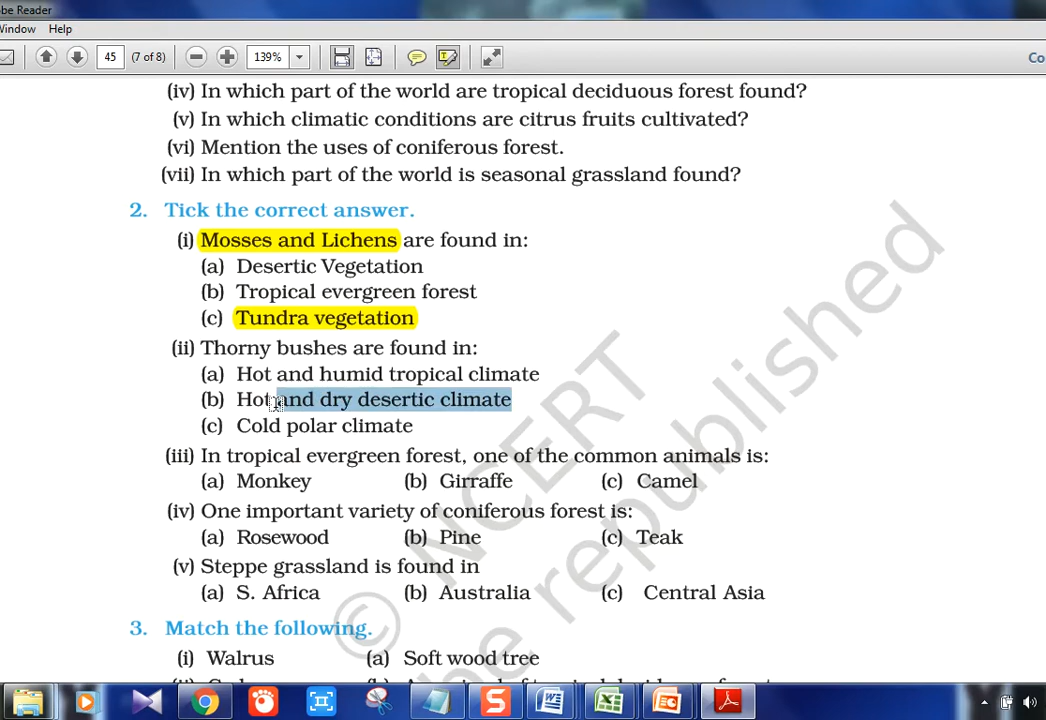 be Reader
Window Help
45 (7 of 8) 139% Co
(iv) In which part of the world are tropical deciduous forest found?
(v) In which climatic conditions are citrus fruits cultivated?
(vi) Mention the uses of coniferous forest.
(vii) In which part of the world is seasonal grassland found?
2. Tick the correct answer.
(i) Mosses and Lichens are found in:
(a) Desertic Vegetation
(b) Tropical evergreen forest
(c) Tundra vegetation
(ii) Thorny bushes are found in:
(a) Hot and humid tropical climate
(b) Hot and dry desertic climate
(c) Cold polar climate
(iii) In tropical evergreen forest, one of the common animals is:
(a) Monkey (b) Girraffe (c) Camel
(iv) One important variety of coniferous forest is:
(a) Rosewood (b) Pine (c) Teak
(v) Steppe grassland is found in
(a) S. Africa (b) Australia (c) Central Asia
3. Match the following.
(i) Walrus (a) Soft wood tree
© NCERT
be republished